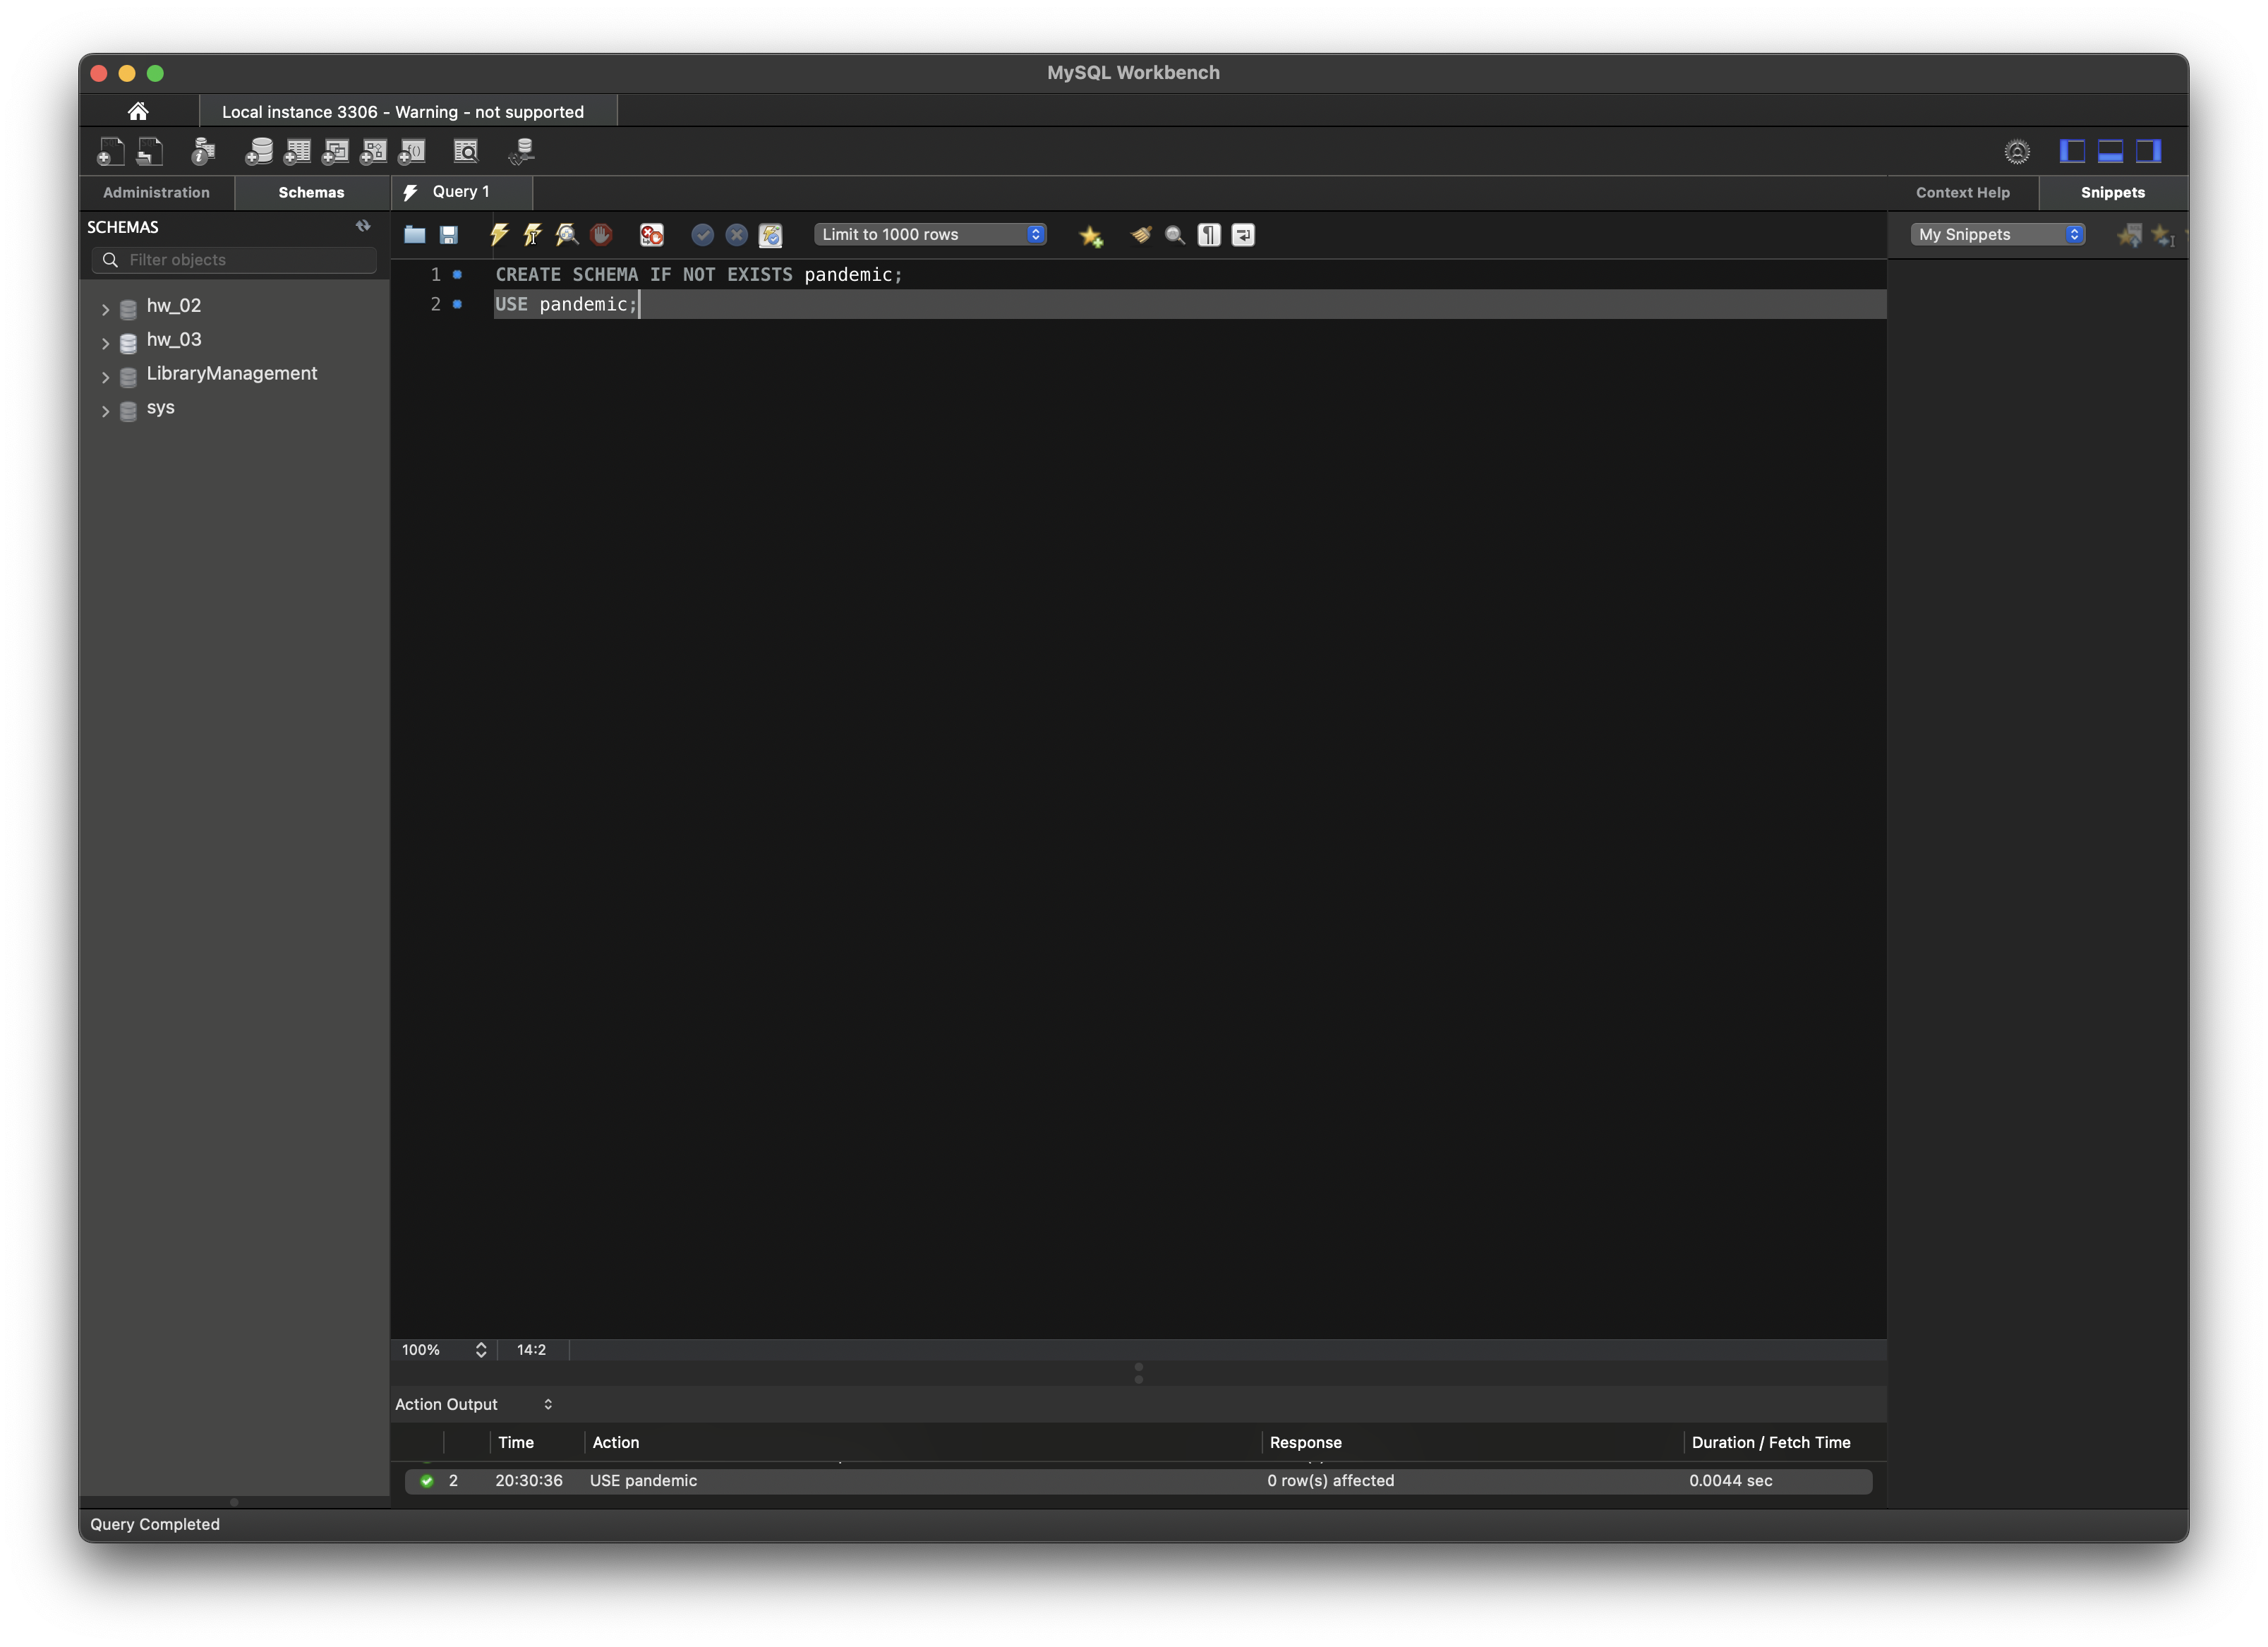 MySQL Workbench
Local instance 3306 - Warning - not supported
Administration
Schemas
Query 1
Context Help
Snippets
SCHEMAS
Filter objects
Limit to 1000 rows
My Snippets
1 CREATE SCHEMA IF NOT EXISTS pandemic;
2 USE pandemic;
hw_02
hw_03
LibraryManagement
sys
100%
14:2
Action Output
Time Action Response Duration / Fetch Time
2 20:30:36 USE pandemic 0 row(s) affected 0.0044 sec
Query Completed